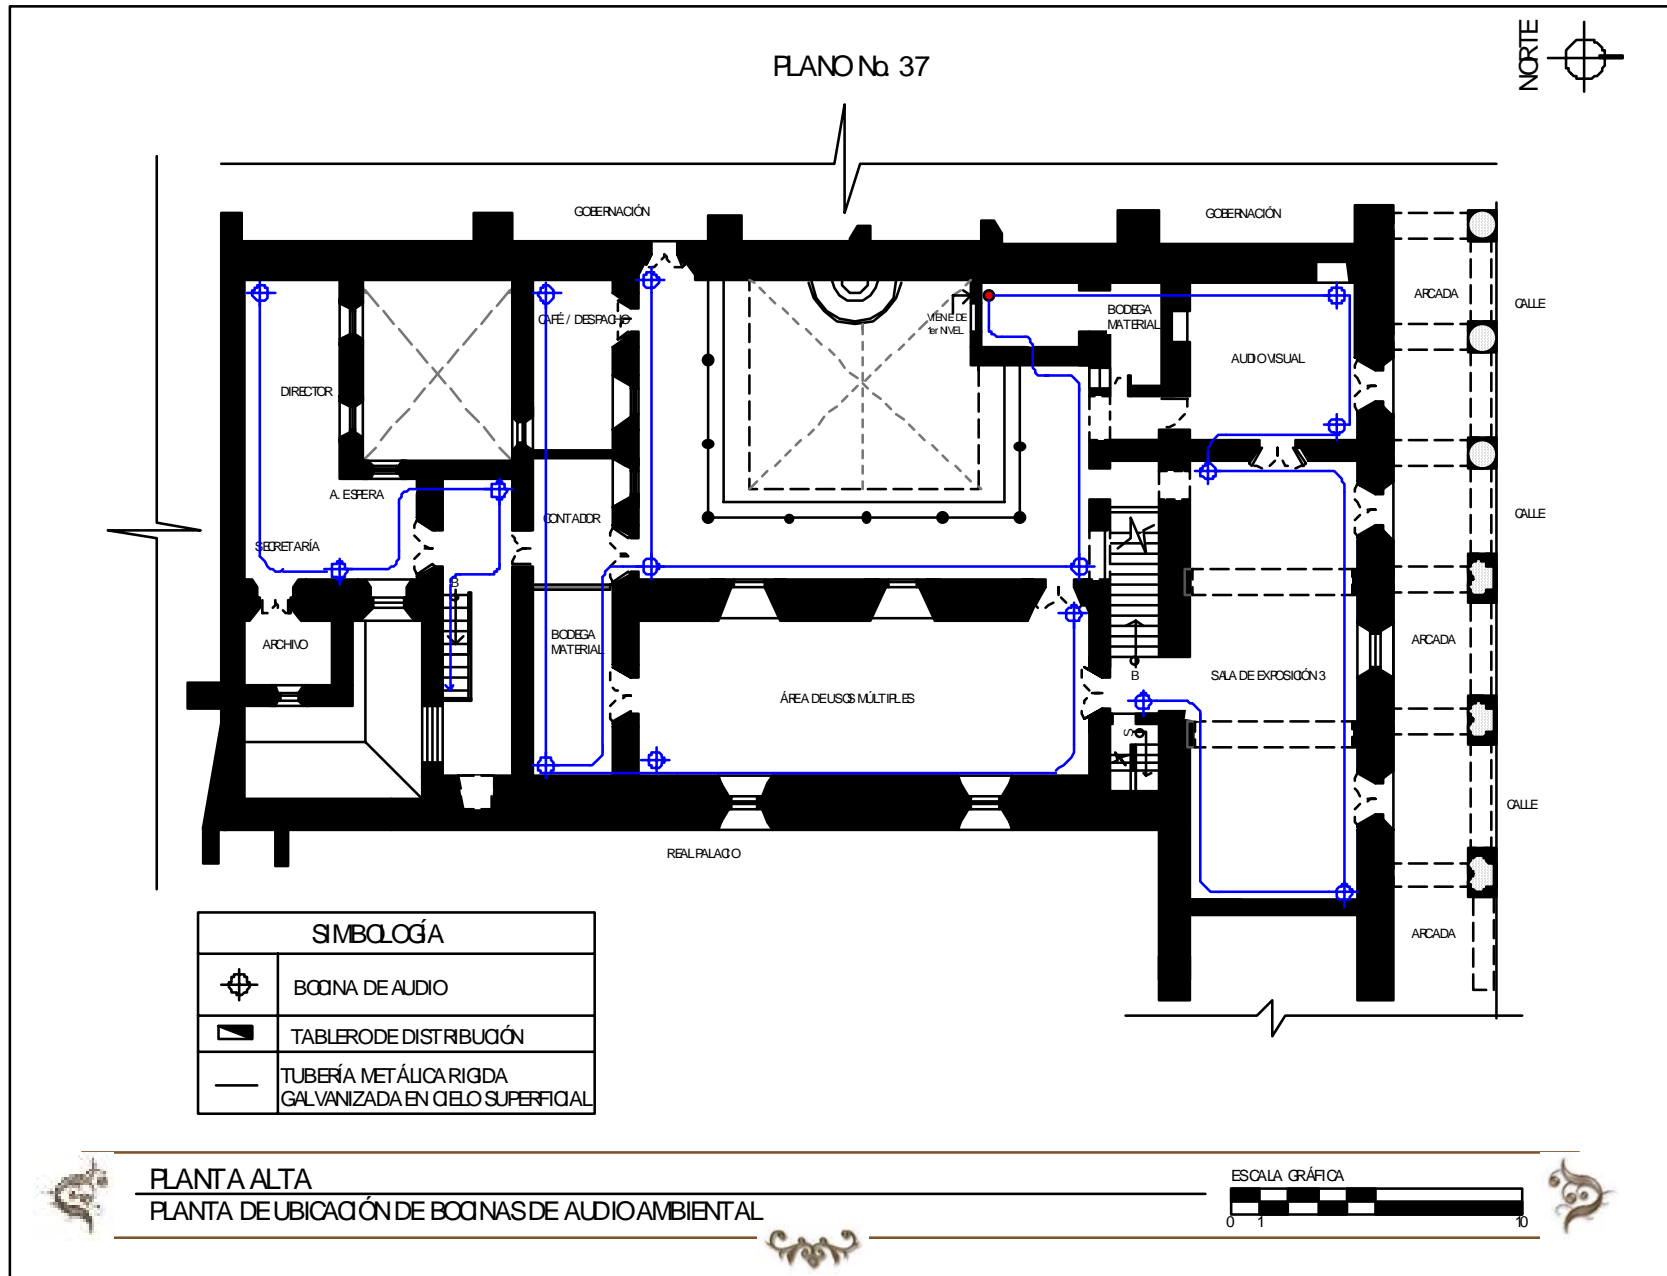 PLANO No. 37
NORTE
GOBERNACIÓN
GOBERNACIÓN
ARCADA
CALLE
CAFÉ / DESPACHO
VIENE DE
1er NIVEL
BODEGA
MATERIAL
AUDIOVISUAL
DIRECTOR
A. ESPERA
SECRETARÍA
CONTADOR
CALLE
B
ARCHIVO
BODEGA
MATERIAL
ÁREA DE USOS MÚLTIPLES
B
SALA DE EXPOSICIÓN 3
ARCADA
S
CALLE
REAL PALACIO
ARCADA
SIMBOLOGÍA
BOCINA DE AUDIO
TABLERO DE DISTRIBUCIÓN
TUBERÍA METÁLICA RIGIDA
GALVANIZADA EN CIELO SUPERFICIAL
PLANTA ALTA
PLANTA DE UBICACIÓN DE BOCINAS DE AUDIO AMBIENTAL
ESCALA GRÁFICA
0 1 10